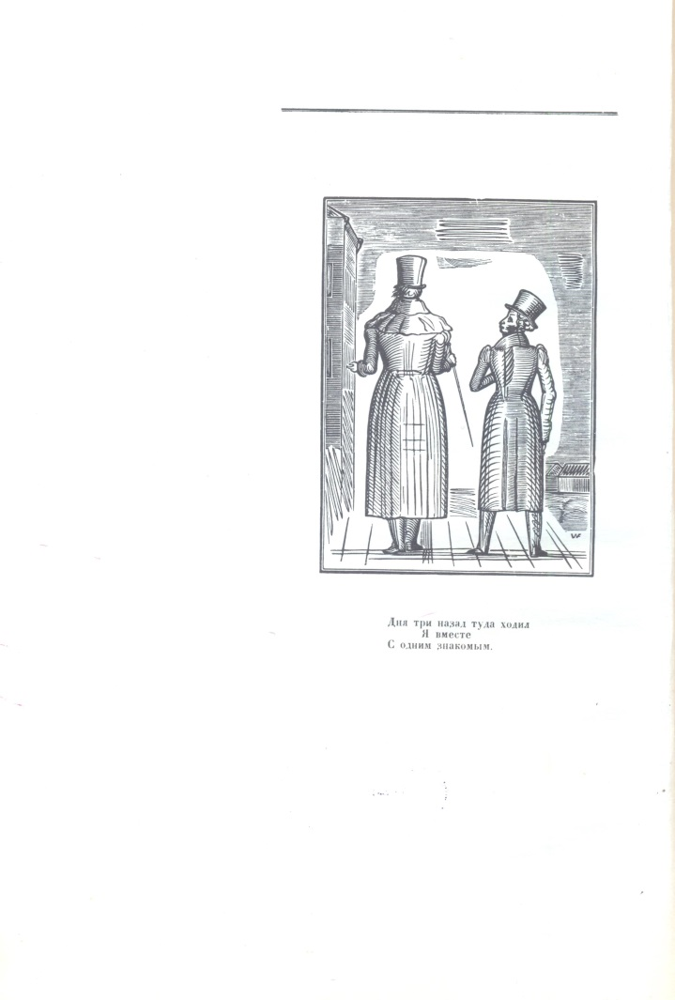 Дня три назад туда ходил
Я вместе
С одним знакомым.